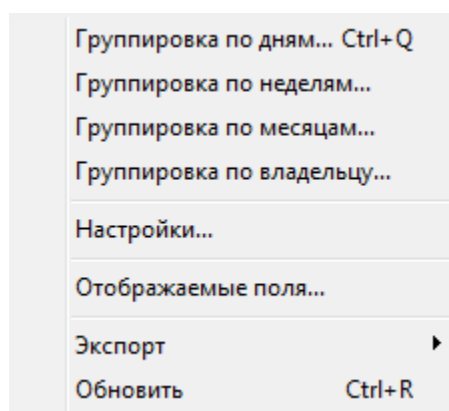 Группировка по дням... Ctrl+Q
Группировка по неделям...
Группировка по месяцам...
Группировка по владельцу...
Настройки...
Отображаемые поля...
Экспорт
Обновить Ctrl+R